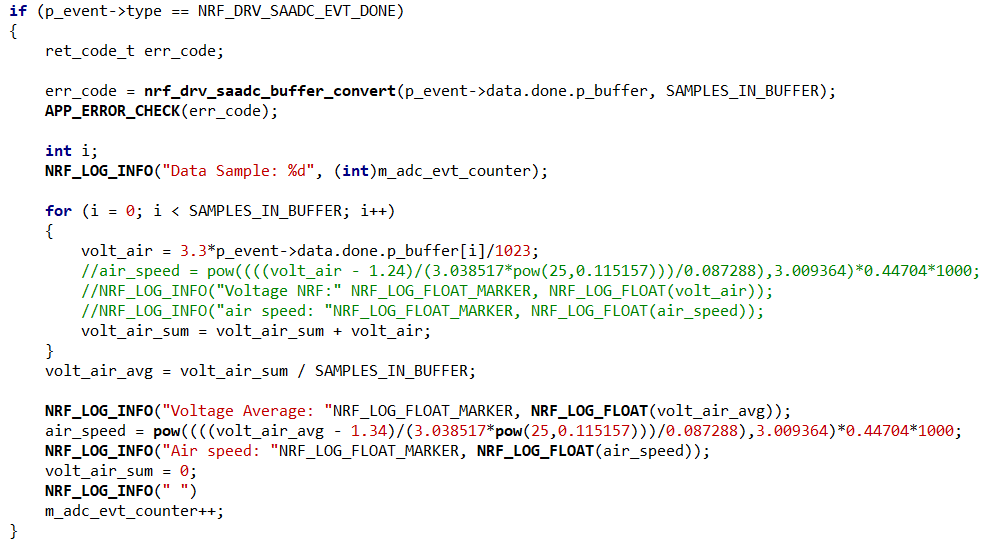 if (p_event->type == NRF_DRV_SAADC_EVT_DONE)
{
    ret_code_t err_code;

    err_code = nrf_drv_saadc_buffer_convert(p_event->data.done.p_buffer, SAMPLES_IN_BUFFER);
    APP_ERROR_CHECK(err_code);

    int i;
    NRF_LOG_INFO("Data Sample: %d", (int)m_adc_evt_counter);

    for (i = 0; i < SAMPLES_IN_BUFFER; i++)
    {
        volt_air = 3.3*p_event->data.done.p_buffer[i]/1023;
        //air_speed = pow((((volt_air - 1.24)/(3.038517*pow(25,0.115157)))/0.087288),3.009364)*0.44704*1000;
        //NRF_LOG_INFO("Voltage NRF:" NRF_LOG_FLOAT_MARKER, NRF_LOG_FLOAT(volt_air));
        //NRF_LOG_INFO("air speed: "NRF_LOG_FLOAT_MARKER, NRF_LOG_FLOAT(air_speed));
        volt_air_sum = volt_air_sum + volt_air;
    }
    volt_air_avg = volt_air_sum / SAMPLES_IN_BUFFER;

    NRF_LOG_INFO("Voltage Average: "NRF_LOG_FLOAT_MARKER, NRF_LOG_FLOAT(volt_air_avg));
    air_speed = pow((((volt_air_avg - 1.34)/(3.038517*pow(25,0.115157)))/0.087288),3.009364)*0.44704*1000;
    NRF_LOG_INFO("Air speed: "NRF_LOG_FLOAT_MARKER, NRF_LOG_FLOAT(air_speed));
    volt_air_sum = 0;
    NRF_LOG_INFO(" ")
    m_adc_evt_counter++;
}